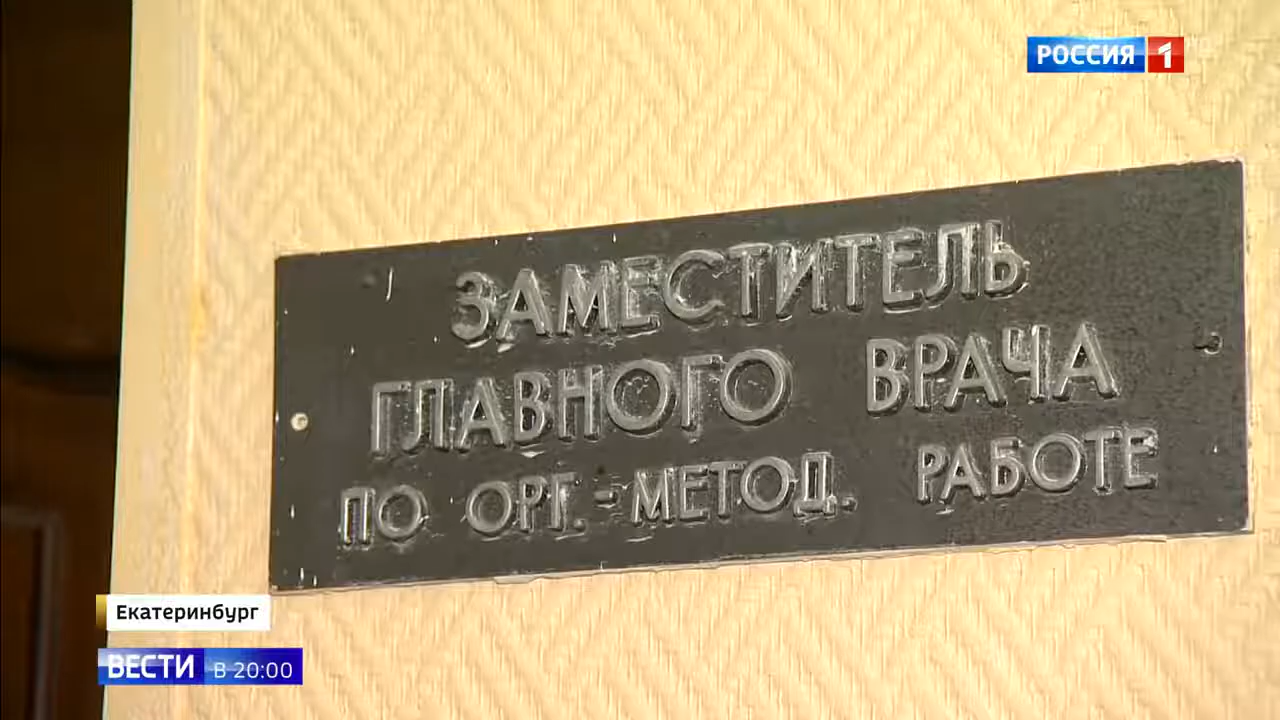 РОССИЯ 1
ЗАМЕСТИТЕЛЬ
ГЛАВНОГО ВРАЧА
ПО ОРГ.-МЕТОД. РАБОТЕ
Екатеринбург
ВЕСТИ В 20:00